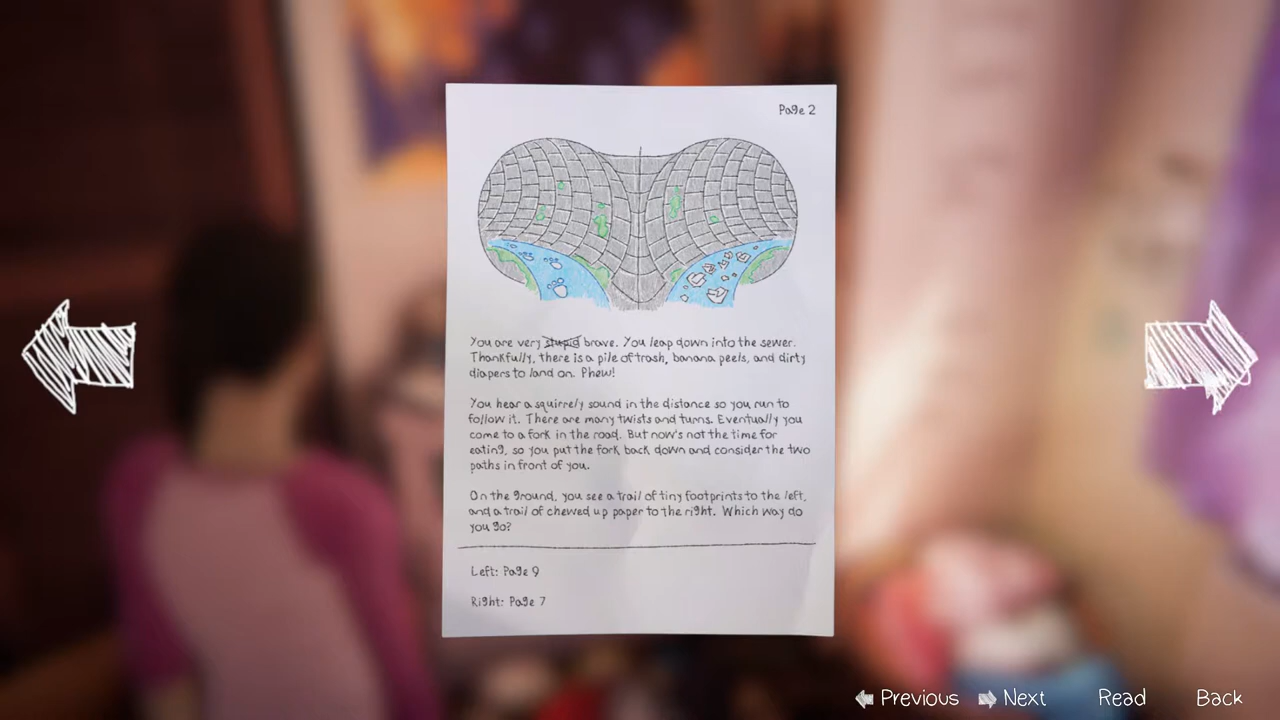 Page 2
You are very stupid brave. You leap down into the sewer.
Thankfully, there is a pile of trash, banana peels, and dirty
diapers to land on. Phew!
You hear a squirrely sound in the distance so you run to
follow it. There are many twists and turns. Eventually you
come to a fork in the road. But now's not the time for
eating, so you put the fork back down and consider the two
paths in front of you.
On the ground, you see a trail of tiny footprints to the left,
and a trail of chewed up paper to the right. Which way do
you go?
Left: Page 9
Right: Page 7
Previous Next Read Back